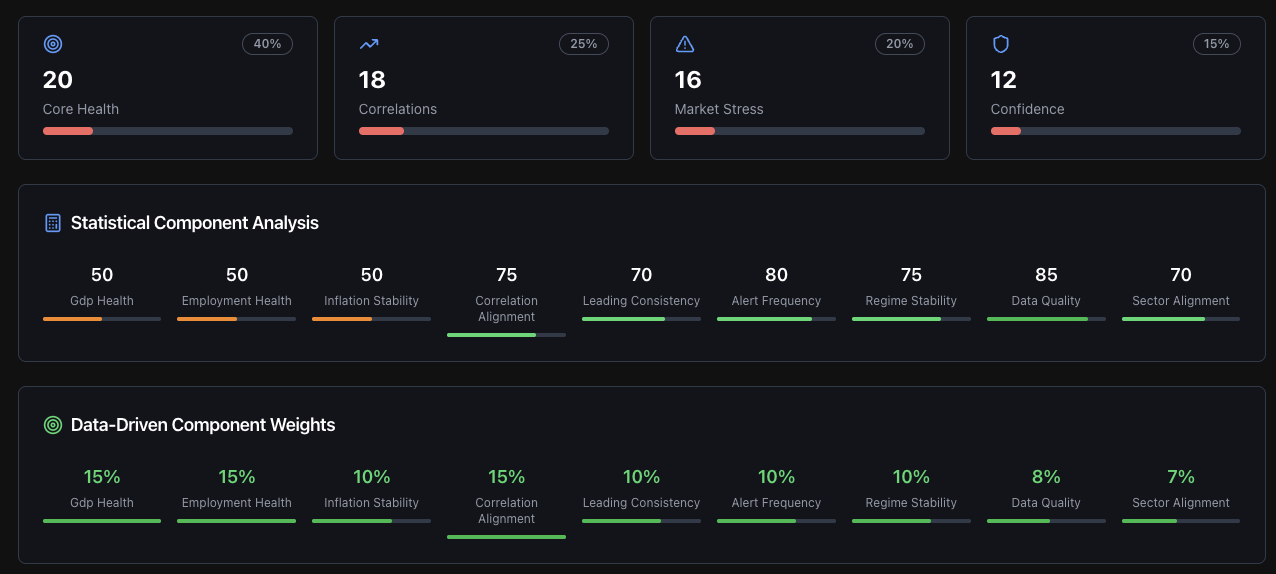 40%
20
Core Health
25%
18
Correlations
20%
16
Market Stress
15%
12
Confidence
Statistical Component Analysis
50
Gdp Health
50
Employment Health
50
Inflation Stability
75
Correlation
Alignment
70
Leading Consistency
80
Alert Frequency
75
Regime Stability
85
Data Quality
70
Sector Alignment
Data-Driven Component Weights
15%
Gdp Health
15%
Employment Health
10%
Inflation Stability
15%
Correlation
Alignment
10%
Leading Consistency
10%
Alert Frequency
10%
Regime Stability
8%
Data Quality
7%
Sector Alignment